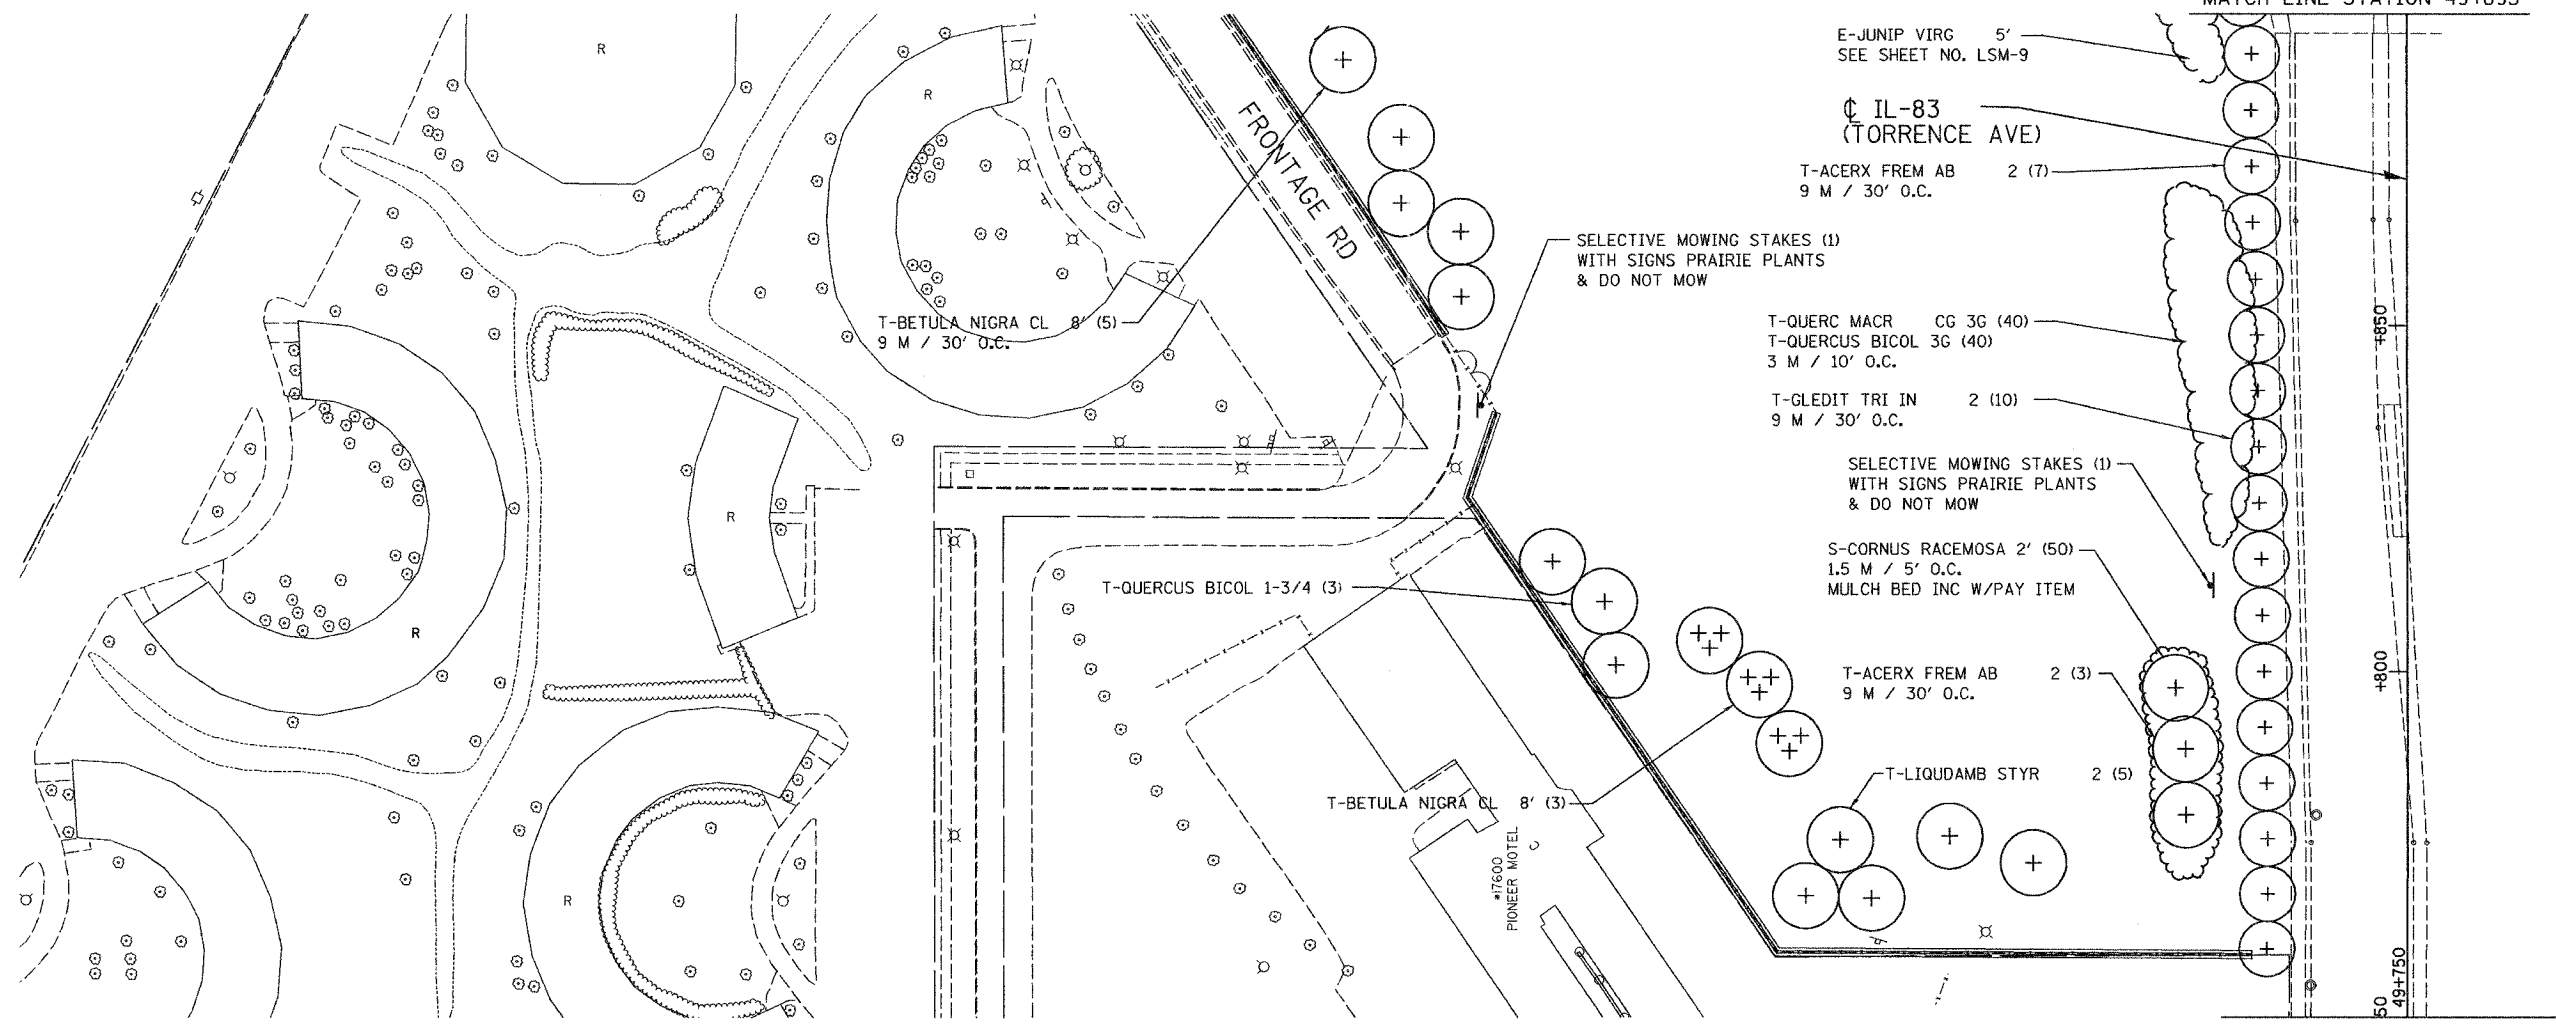 MATCH LINE STATION 49+895
E-JUNIP VIRG 5'
SEE SHEET NO. LSM-9
℄ IL-83
(TORRENCE AVE)
T-ACERX FREM AB 2 (7)
9 M / 30' O.C.
FRONTAGE RD
SELECTIVE MOWING STAKES (1)
WITH SIGNS PRAIRIE PLANTS
& DO NOT MOW
T-BETULA NIGRA CL 8' (5)
9 M / 30' O.C.
T-QUERC MACR CG 3G (40)
T-QUERCUS BICOL 3G (40)
3 M / 10' O.C.
+850
T-GLEDIT TRI IN 2 (10)
9 M / 30' O.C.
SELECTIVE MOWING STAKES (1)
WITH SIGNS PRAIRIE PLANTS
& DO NOT MOW
S-CORNUS RACEMOSA 2' (50)
1.5 M / 5' O.C.
MULCH BED INC W/PAY ITEM
T-QUERCUS BICOL 1-3/4 (3)
T-ACERX FREM AB 2 (3)
9 M / 30' O.C.
+800
T-LIQUDAMB STYR 2 (5)
T-BETULA NIGRA CL 8' (3)
*17600
PIONEER MOTEL
C
R
R
R
R
R
50
49+750